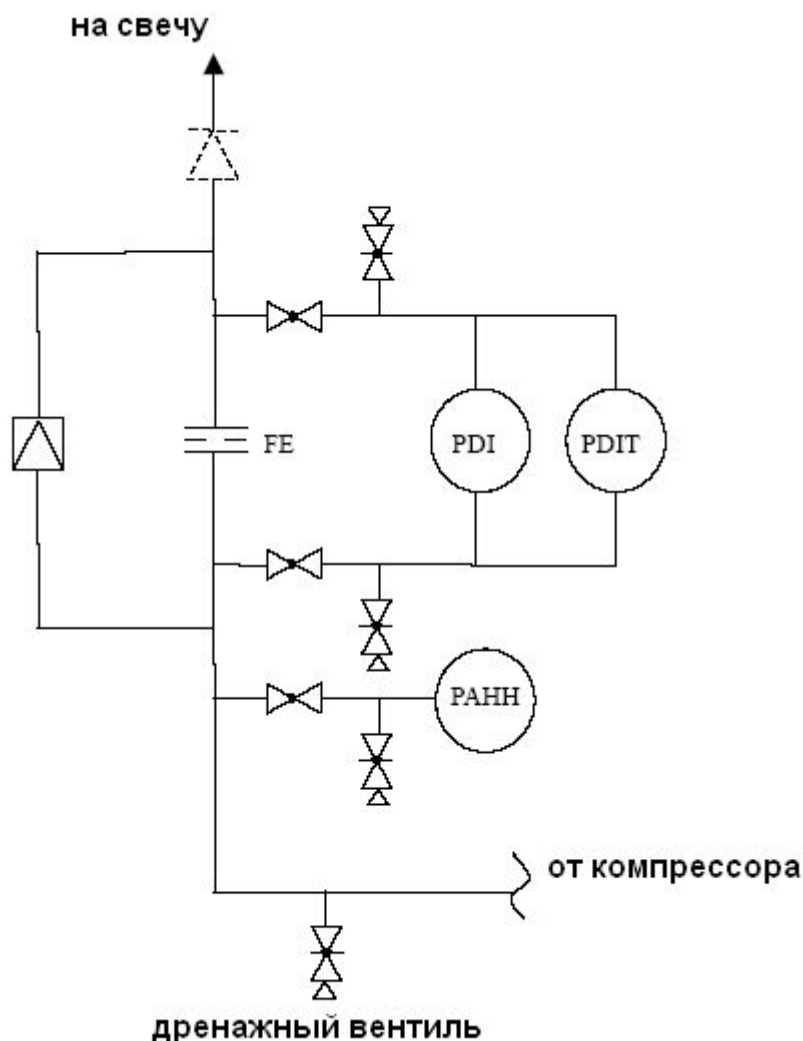 на свечу
FE
PDI
PDIT
PAHH
от компрессора
дренажный вентиль